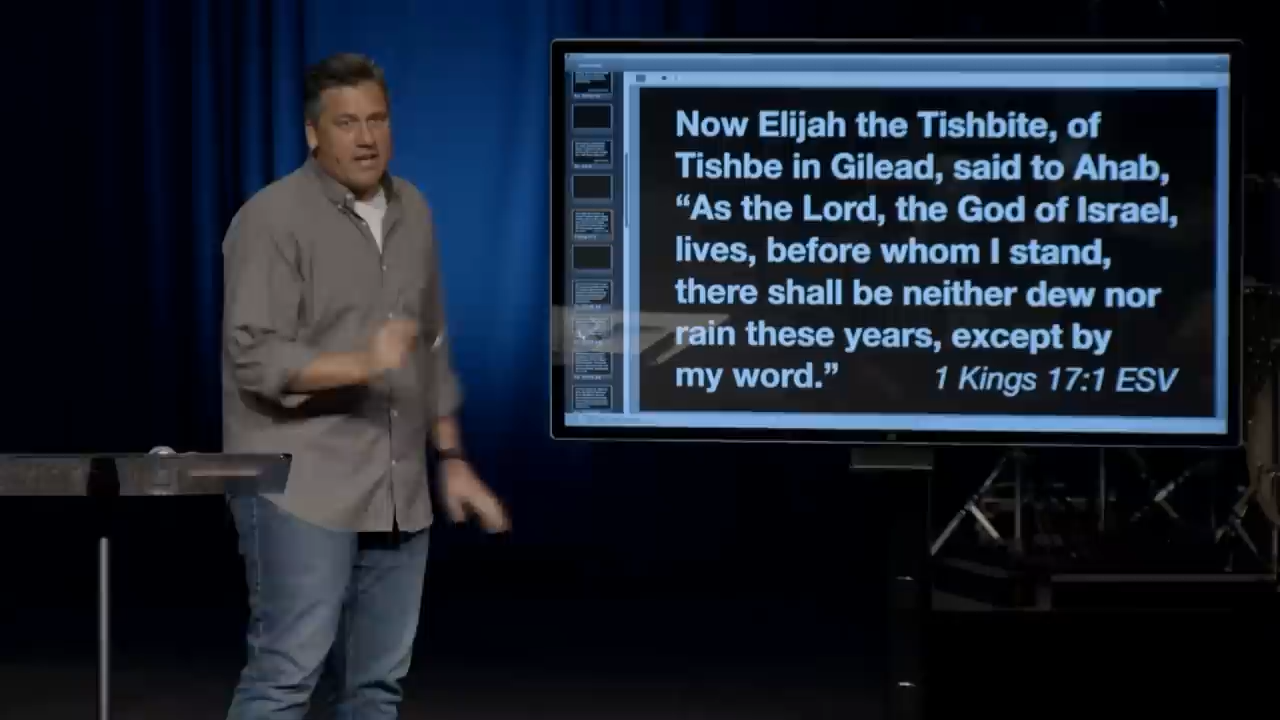 Now Elijah the Tishbite, of
Tishbe in Gilead, said to Ahab,
“As the Lord, the God of Israel,
lives, before whom I stand,
there shall be neither dew nor
rain these years, except by
my word.” 1 Kings 17:1 ESV